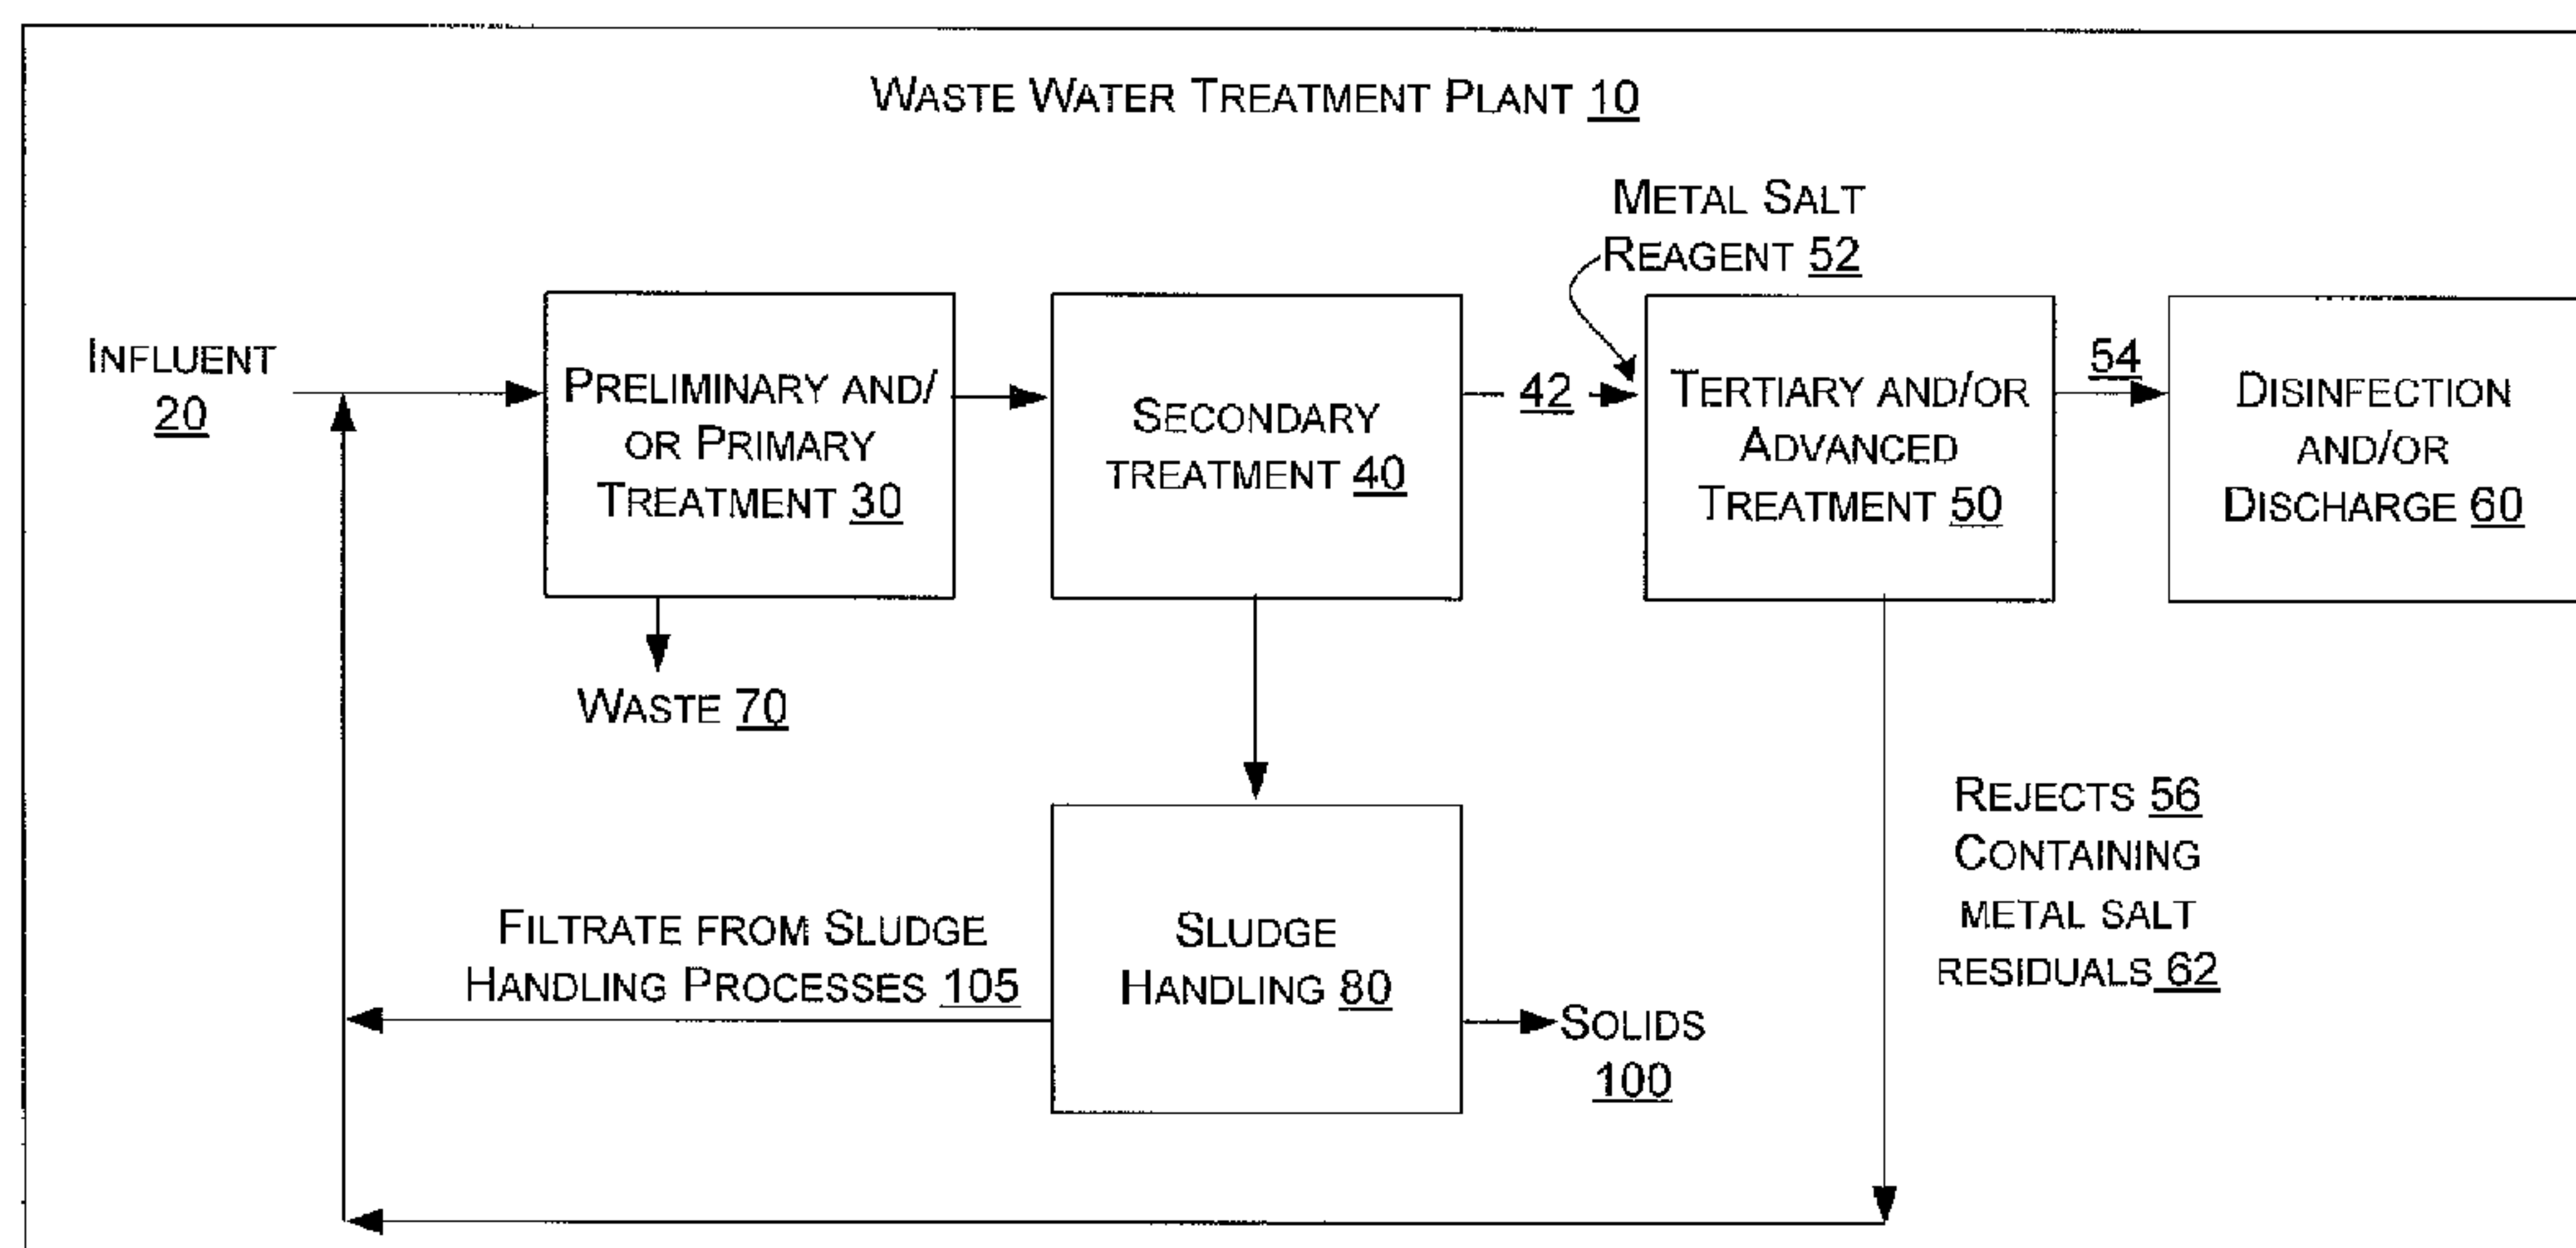 WASTE WATER TREATMENT PLANT 10
METAL SALT
REAGENT 52
INFLUENT
20
PRELIMINARY AND/
OR PRIMARY
TREATMENT 30
SECONDARY
TREATMENT 40
42
TERTIARY AND/OR
ADVANCED
TREATMENT 50
54
DISINFECTION
AND/OR
DISCHARGE 60
WASTE 70
REJECTS 56
CONTAINING
METAL SALT
RESIDUALS 62
FILTRATE FROM SLUDGE
HANDLING PROCESSES 105
SLUDGE
HANDLING 80
SOLIDS
100